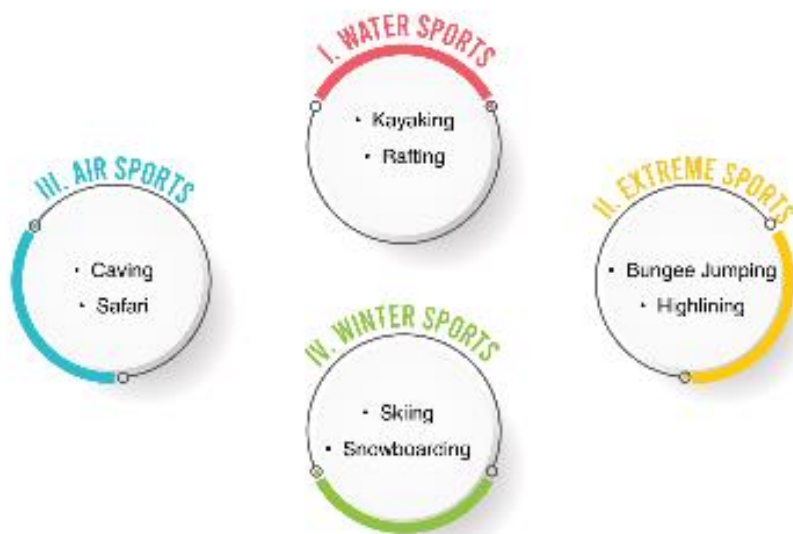 I. WATER SPORTS
• Kayaking
• Rafting
II. EXTREME SPORTS
• Bungee Jumping
• Highlining
III. AIR SPORTS
• Caving
• Safari
IV. WINTER SPORTS
• Skiing
• Snowboarding